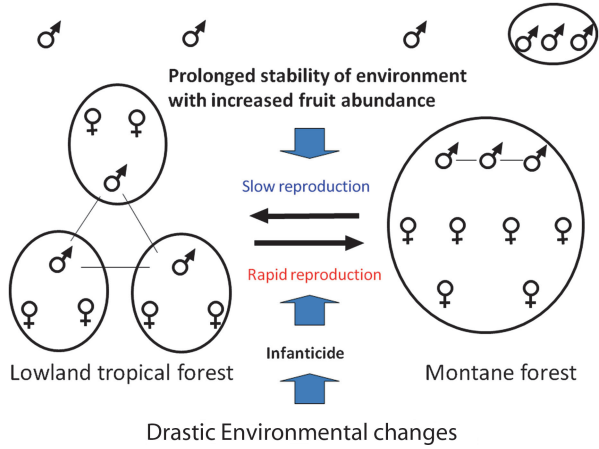 Prolonged stability of environment
with increased fruit abundance
Slow reproduction
Rapid reproduction
Infanticide
Lowland tropical forest
Montane forest
Drastic Environmental changes